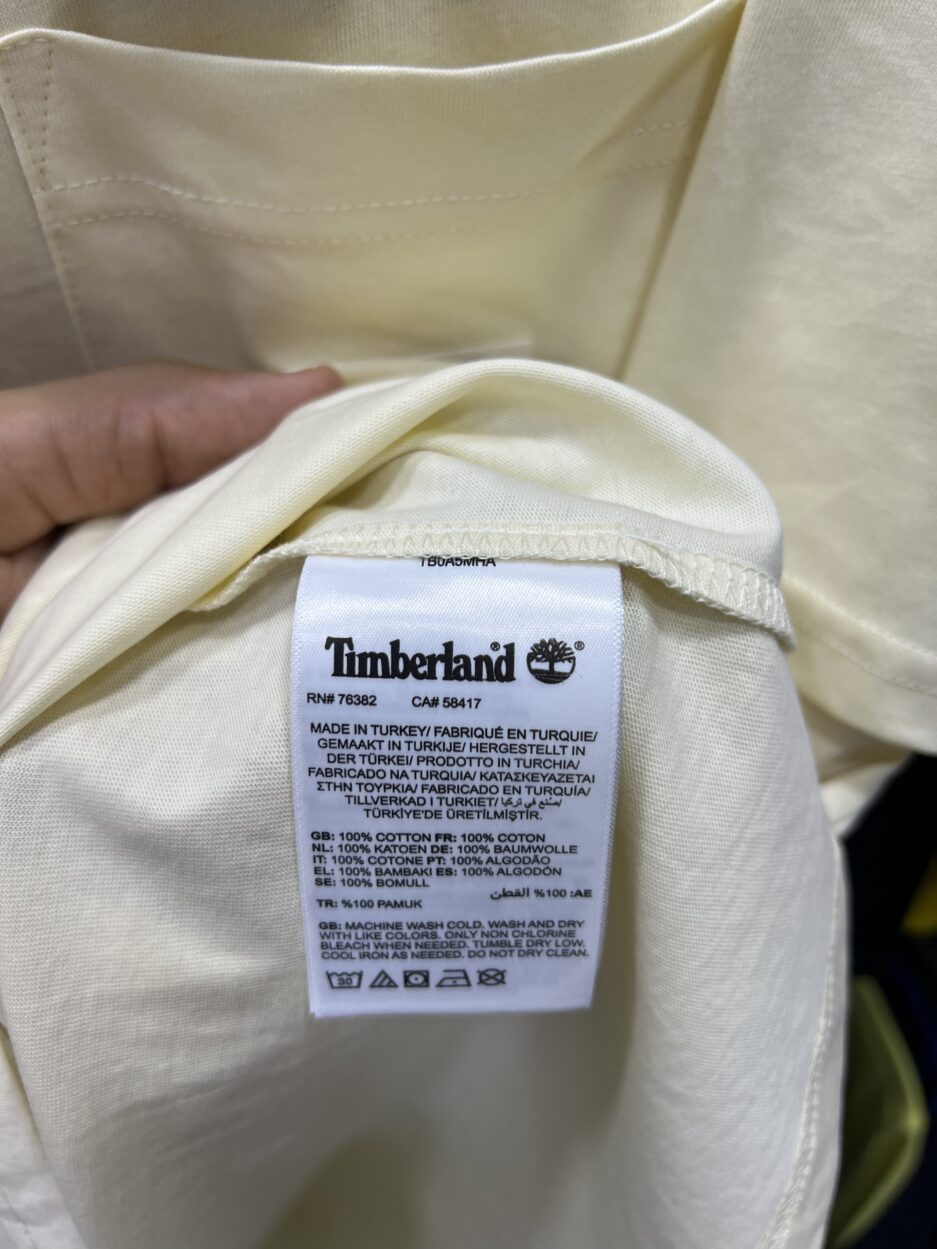 TB0A5MHA
Timberland®
®
RN# 76382 CA# 58417
MADE IN TURKEY/ FABRIQUÉ EN TURQUIE/
GEMAAKT IN TURKIJE/ HERGESTELLT IN
DER TÜRKEI/ PRODOTTO IN TURCHIA/
FABRICADO NA TURQUIA/ ΚΑΤΑΣΚΕΥΑΖΕΤΑΙ
ΣΤΗΝ ΤΟΥΡΚΙΑ/ FABRICADO EN TURQUÍA/
TILLVERKAD I TURKIET/ صنع في تركيا/
TÜRKİYE'DE ÜRETİLMİŞTİR.
GB: 100% COTTON FR: 100% COTON
NL: 100% KATOEN DE: 100% BAUMWOLLE
IT: 100% COTONE PT: 100% ALGODÃO
EL: 100% ΒΑΜΒΑΚΙ ES: 100% ALGODÓN
SE: 100% BOMULL
AE: 100% القطن
TR: %100 PAMUK
GB: MACHINE WASH COLD. WASH AND DRY
WITH LIKE COLORS. ONLY NON CHLORINE
BLEACH WHEN NEEDED. TUMBLE DRY LOW.
COOL IRON AS NEEDED. DO NOT DRY CLEAN.
30